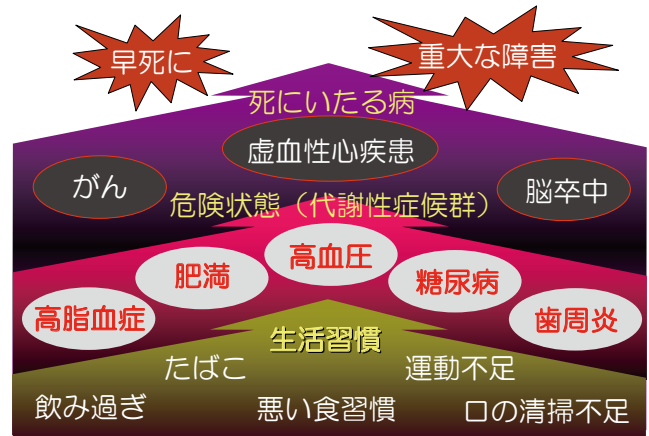 早死に
重大な障害
死にいたる病
虚血性心疾患
がん
脳卒中
危険状態（代謝性症候群）
高血圧
肥満
糖尿病
高脂血症
歯周炎
生活習慣
たばこ
運動不足
飲み過ぎ
悪い食習慣
口の清掃不足